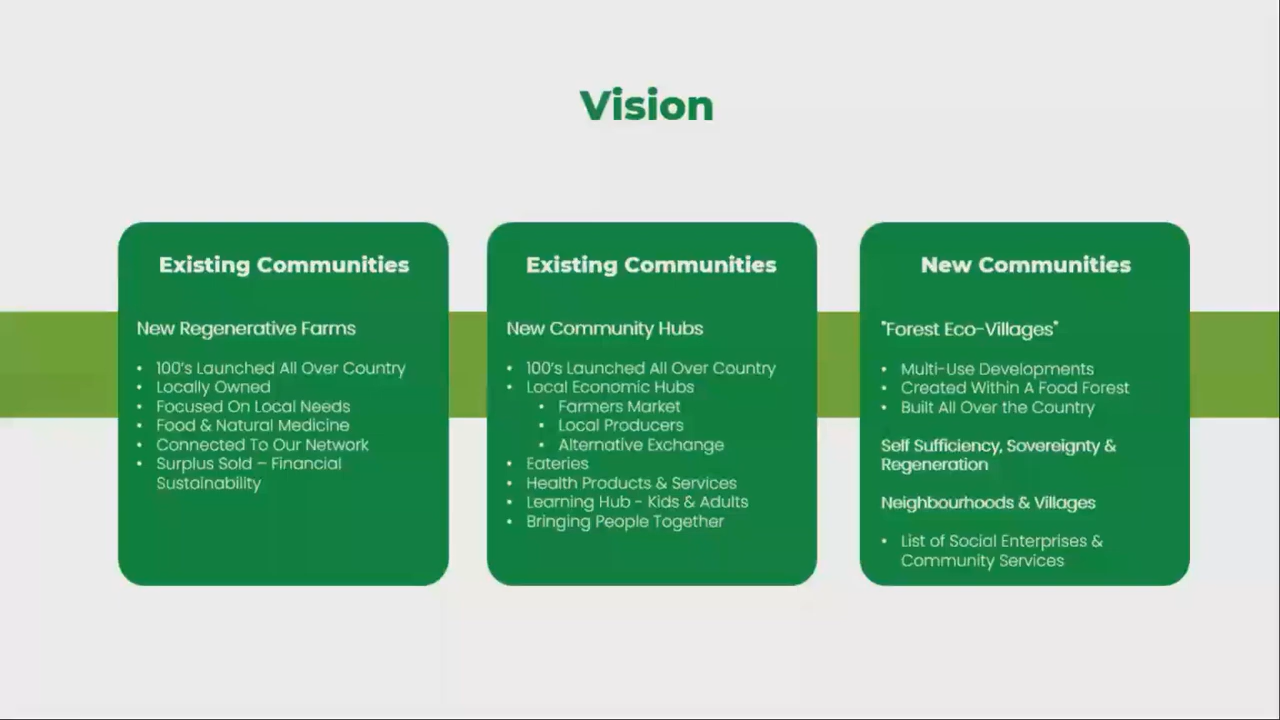 Vision
Existing Communities
New Regenerative Farms
• 100's Launched All Over Country
• Locally Owned
• Focused On Local Needs
• Food & Natural Medicine
• Connected To Our Network
• Surplus Sold – Financial
Sustainability
Existing Communities
New Community Hubs
• 100's Launched All Over Country
• Local Economic Hubs
• Farmers Market
• Local Producers
• Alternative Exchange
• Eateries
• Health Products & Services
• Learning Hub - Kids & Adults
• Bringing People Together
New Communities
"Forest Eco-Villages"
• Multi-Use Developments
• Created Within A Food Forest
• Built All Over the Country
Self Sufficiency, Sovereignty &
Regeneration
Neighbourhoods & Villages
• List of Social Enterprises &
Community Services